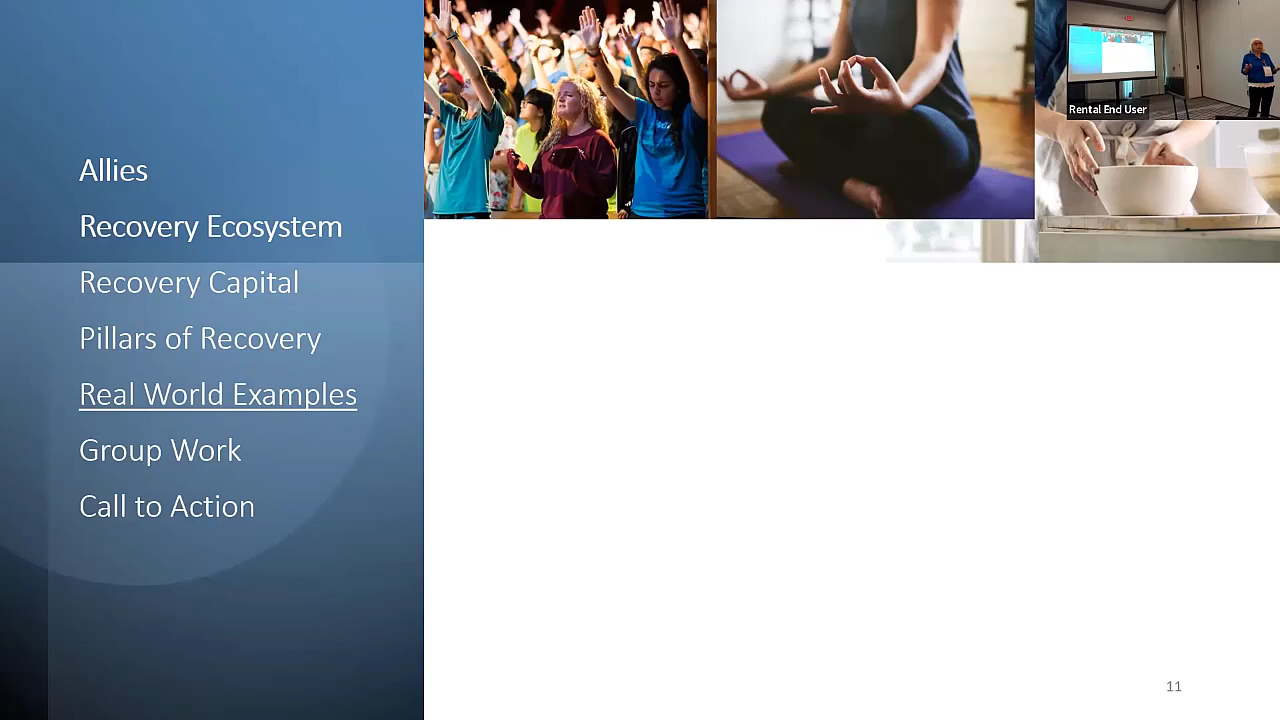 Allies
Recovery Ecosystem
Recovery Capital
Pillars of Recovery
Real World Examples
Group Work
Call to Action
Rental End User
11